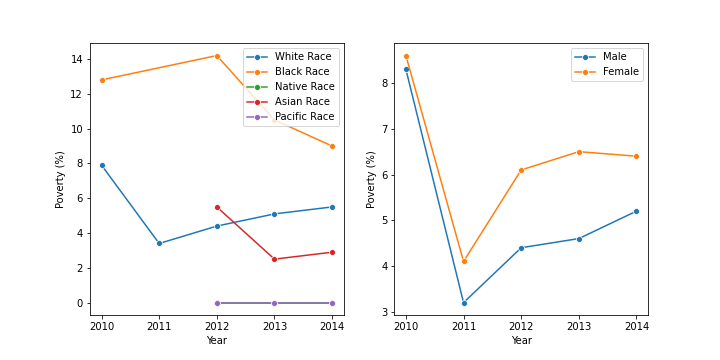 White Race
Black Race
Native Race
Asian Race
Pacific Race
14
12
10
8
6
4
2
0
Poverty (%)
2010 2011 2012 2013 2014
Year
Male
Female
8
7
6
5
4
3
Poverty (%)
2010 2011 2012 2013 2014
Year